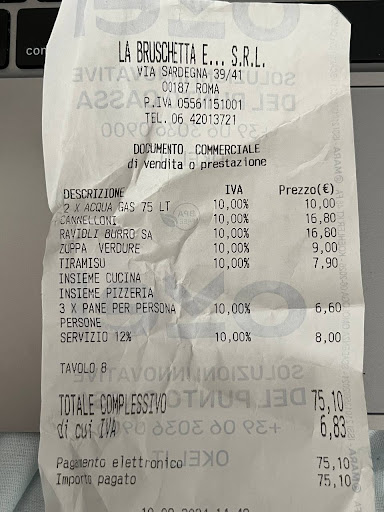 LA BRUSCHETTA E... S.R.L.
VIA SARDEGNA 39/41
00187 ROMA
P.IVA 05561151001
TEL. 06 42013721
DOCUMENTO COMMERCIALE
di vendita o prestazione
DESCRIZIONE IVA Prezzo(€)
2 X ACQUA GAS 75 LT 10,00% 10,00
CANNELLONI 10,00% 16,80
RAVIOLI BURRO SA 10,00% 16,80
ZUPPA VERDURE 10,00% 9,00
TIRAMISU 10,00% 7,90
INSIEME CUCINA
INSIEME PIZZERIA
3 X PANE PER PERSONA 10,00% 6,60
PERSONE
SERVIZIO 12% 10,00% 8,00
TAVOLO 8
TOTALE COMPLESSIVO 75,10
di cui IVA 6,83
Pagamento elettronico 75,10
Importo pagato 75,10